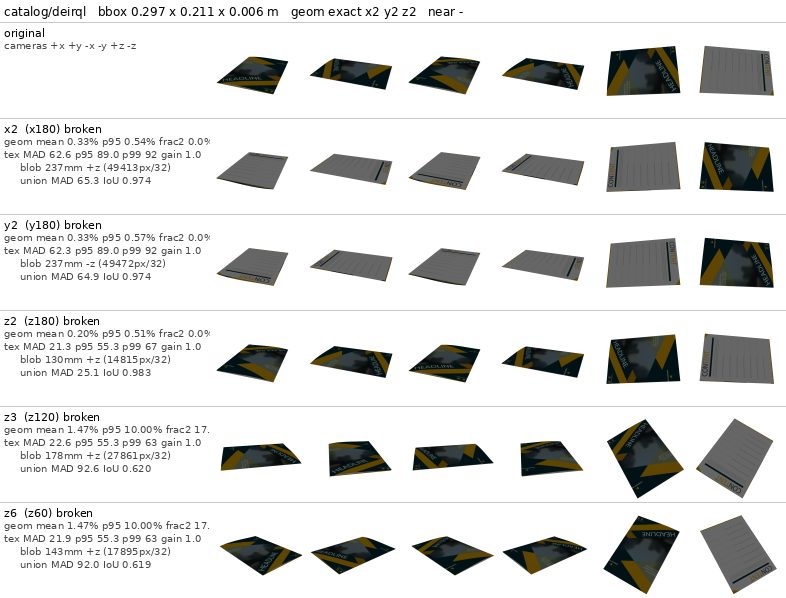 catalog/deirql   bbox 0.297 x 0.211 x 0.006 m   geom exact x2 y2 z2   near -
original
cameras +x +y -x -y +z -z
HEADLINE
x2  (x180) broken
geom mean 0.33% p95 0.54% frac2 0.0%
tex MAD 62.6 p95 89.0 p99 92 gain 1.0
blob 237mm +z (49413px/32)
union MAD 65.3 IoU 0.974
HEADLINE
y2  (y180) broken
geom mean 0.33% p95 0.57% frac2 0.0%
tex MAD 62.3 p95 89.0 p99 92 gain 1.0
blob 237mm -z (49472px/32)
union MAD 64.9 IoU 0.974
HEADLINE
z2  (z180) broken
geom mean 0.20% p95 0.51% frac2 0.0%
tex MAD 21.3 p95 55.3 p99 67 gain 1.0
blob 130mm +z (14815px/32)
union MAD 25.1 IoU 0.983
HEADLINE
z3  (z120) broken
geom mean 1.47% p95 10.00% frac2 17.
tex MAD 22.6 p95 55.3 p99 63 gain 1.0
blob 178mm +z (27861px/32)
union MAD 92.6 IoU 0.620
HEADLINE
z6  (z60) broken
geom mean 1.47% p95 10.00% frac2 17.
tex MAD 21.9 p95 55.3 p99 63 gain 1.0
blob 143mm +z (17895px/32)
union MAD 92.0 IoU 0.619
HEADLINE